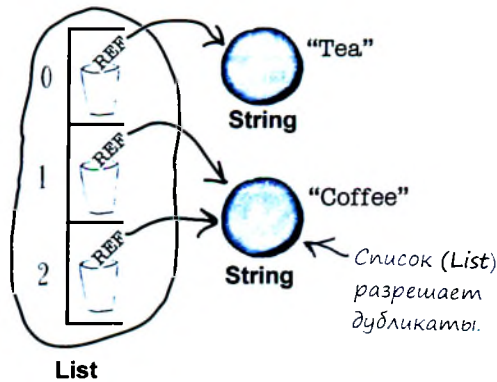 0
REF
"Tea"
String
1
REF
"Coffee"
2
REF
String
Список (List)
разрешает
дубликаты.
List